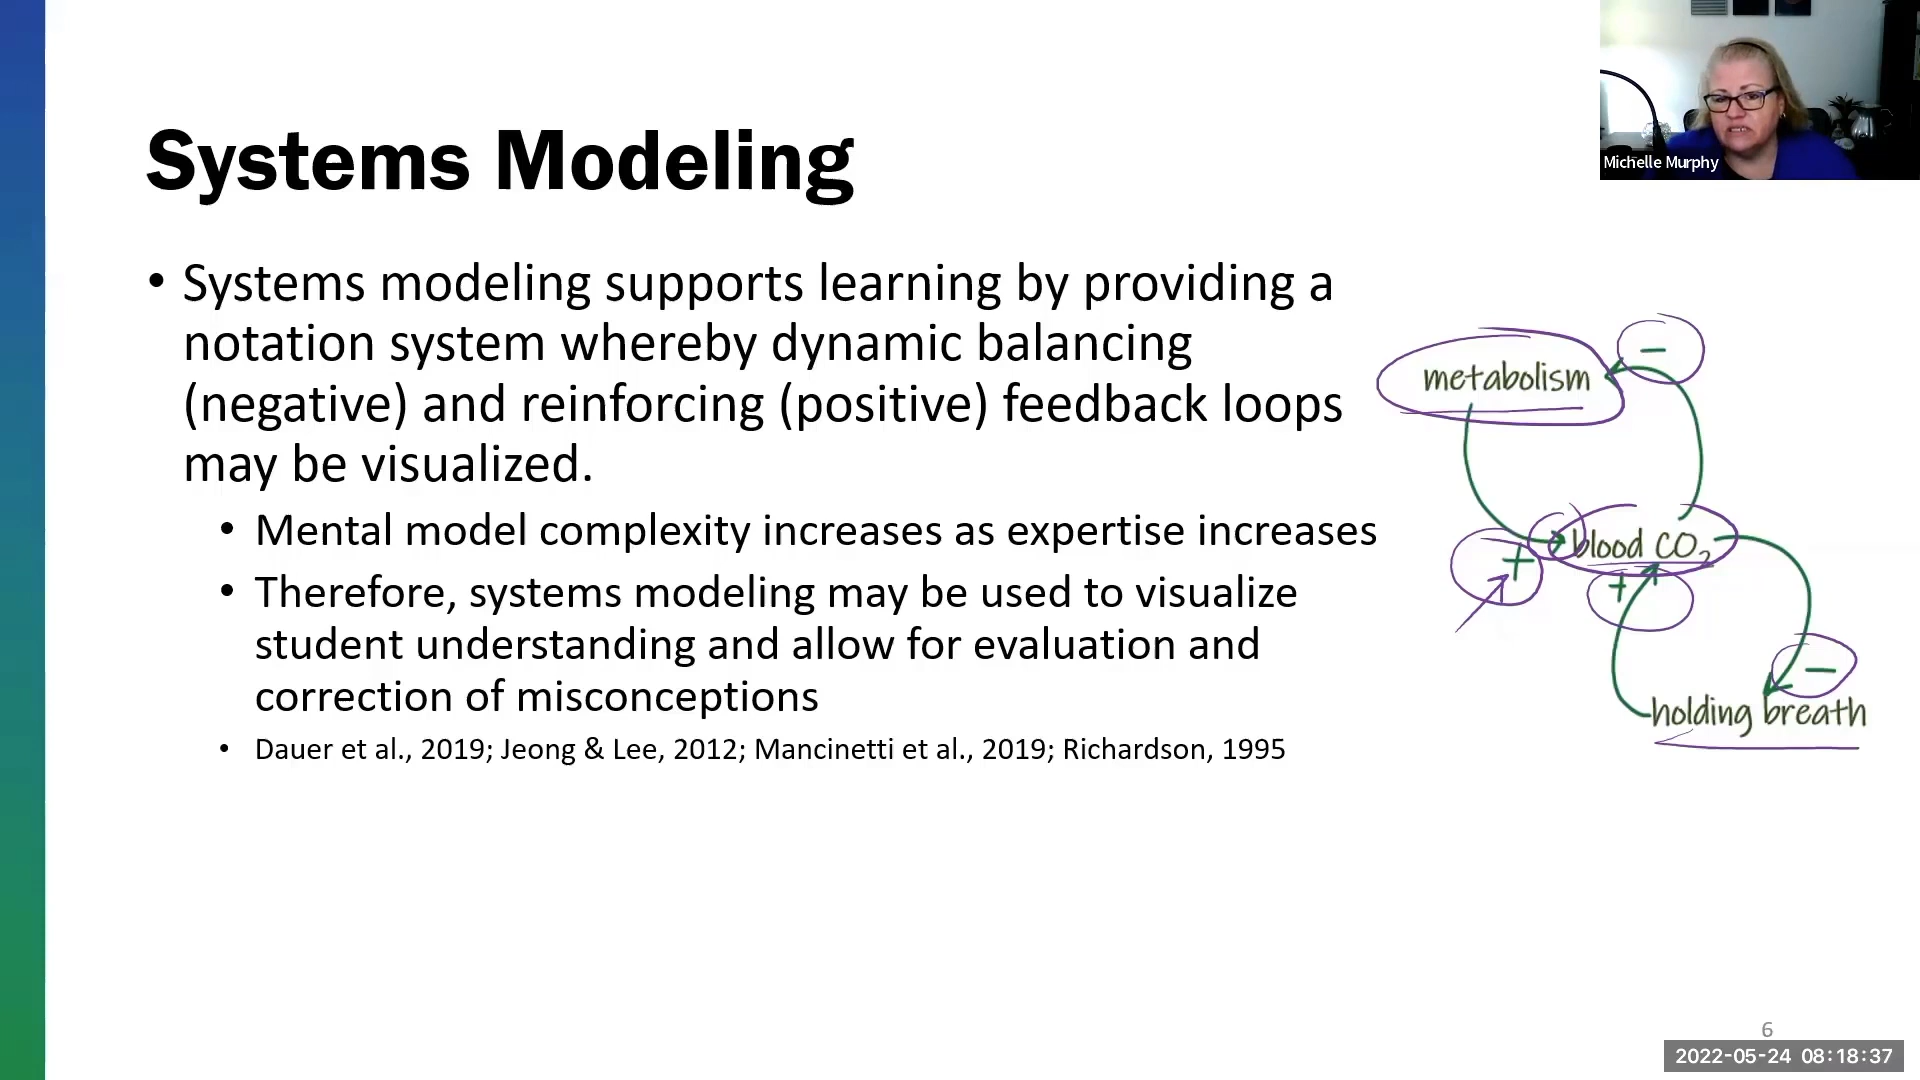 Michelle Murphy
Systems Modeling
• Systems modeling supports learning by providing a
notation system whereby dynamic balancing
(negative) and reinforcing (positive) feedback loops
may be visualized.
• Mental model complexity increases as expertise increases
• Therefore, systems modeling may be used to visualize
student understanding and allow for evaluation and
correction of misconceptions
• Dauer et al., 2019; Jeong & Lee, 2012; Mancinetti et al., 2019; Richardson, 1995
−
metabolism
blood CO₂
+
+
−
holding breath
6
2022-05-24 08:18:37